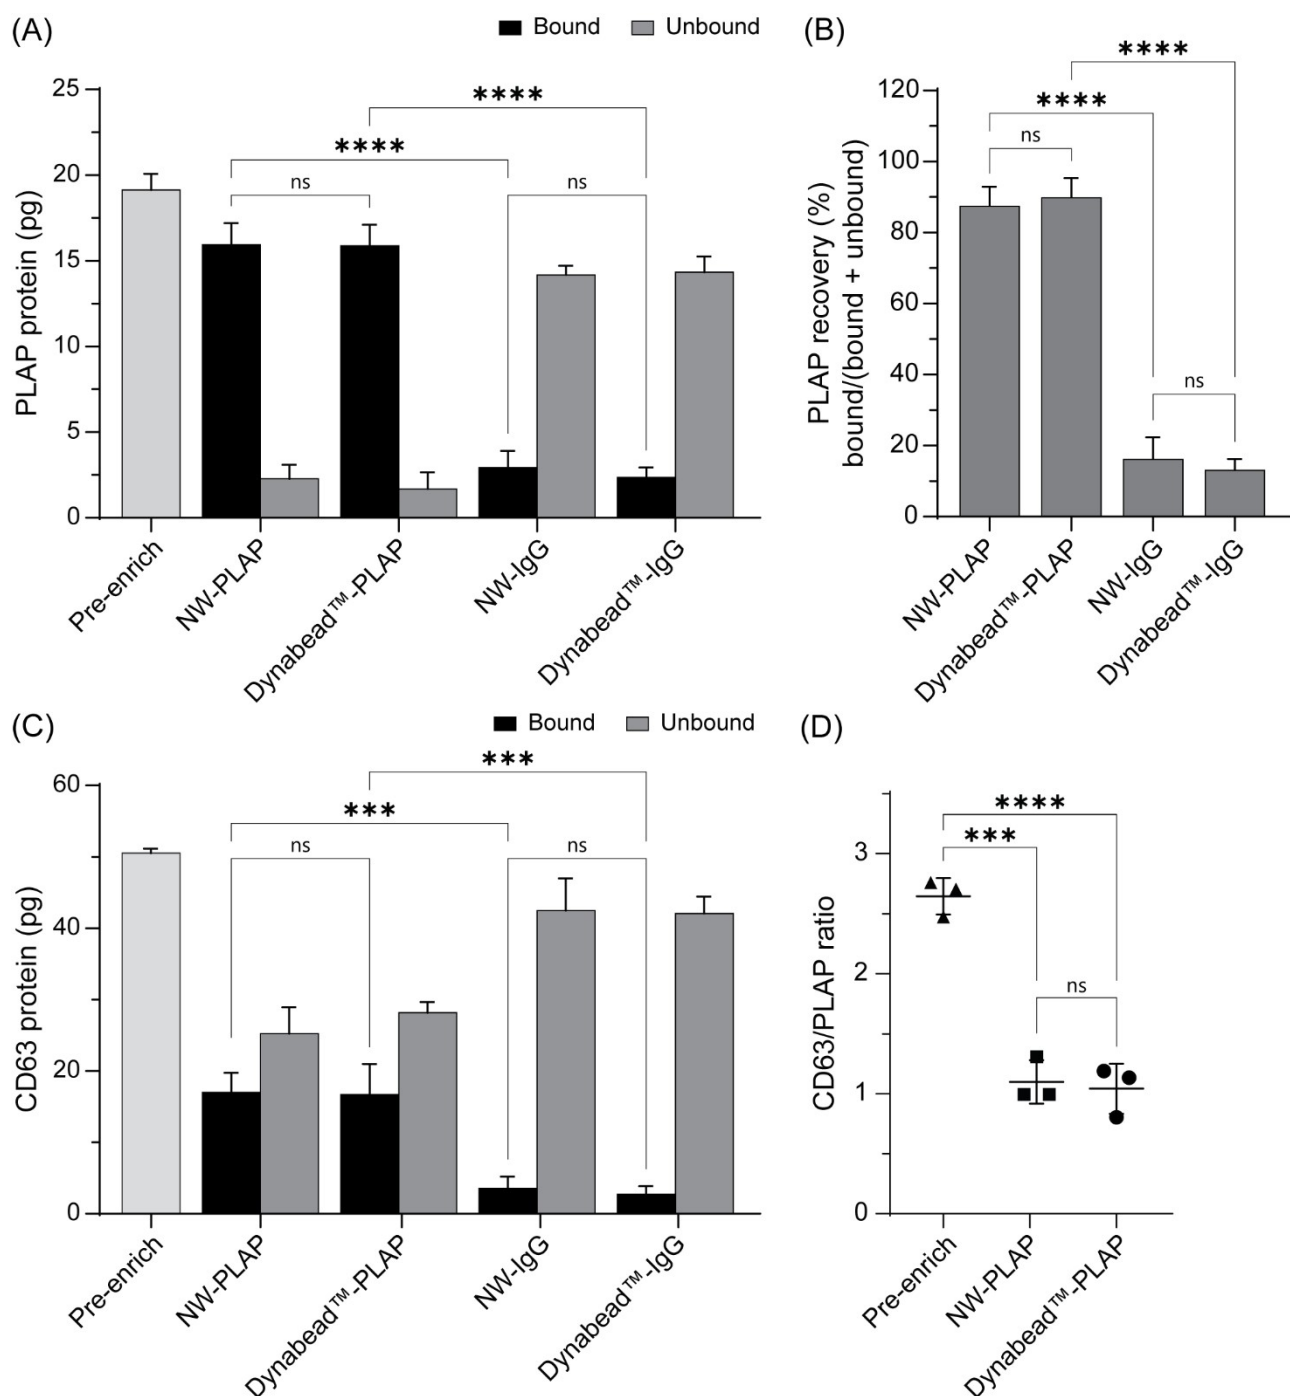 (A)
Bound Unbound
PLAP protein (pg)
25
20
15
10
5
0
****
****
ns
ns
Pre-enrich
NW-PLAP
Dynabead™-PLAP
NW-IgG
Dynabead™-IgG
(B)
PLAP recovery (%)
bound/(bound + unbound)
120
100
80
60
40
20
0
****
****
ns
ns
NW-PLAP
Dynabead™-PLAP
NW-IgG
Dynabead™-IgG
(C)
Bound Unbound
CD63 protein (pg)
60
40
20
0
***
***
ns
ns
Pre-enrich
NW-PLAP
Dynabead™-PLAP
NW-IgG
Dynabead™-IgG
(D)
CD63/PLAP ratio
3
2
1
0
****
***
ns
Pre-enrich
NW-PLAP
Dynabead™-PLAP